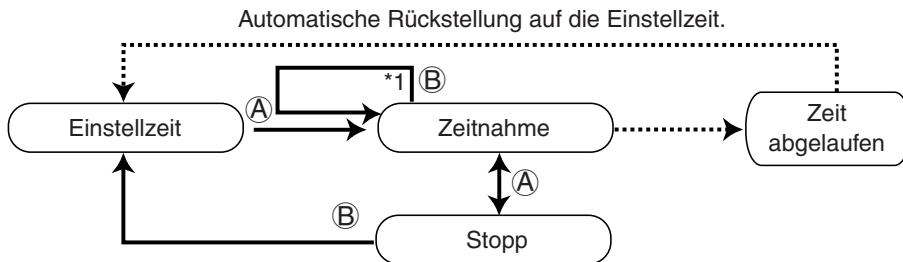 Automatische Rückstellung auf die Einstellzeit.
*1 Ⓑ
Ⓐ
Einstellzeit
Zeitnahme
Zeit
abgelaufen
Ⓐ
Ⓑ
Stopp